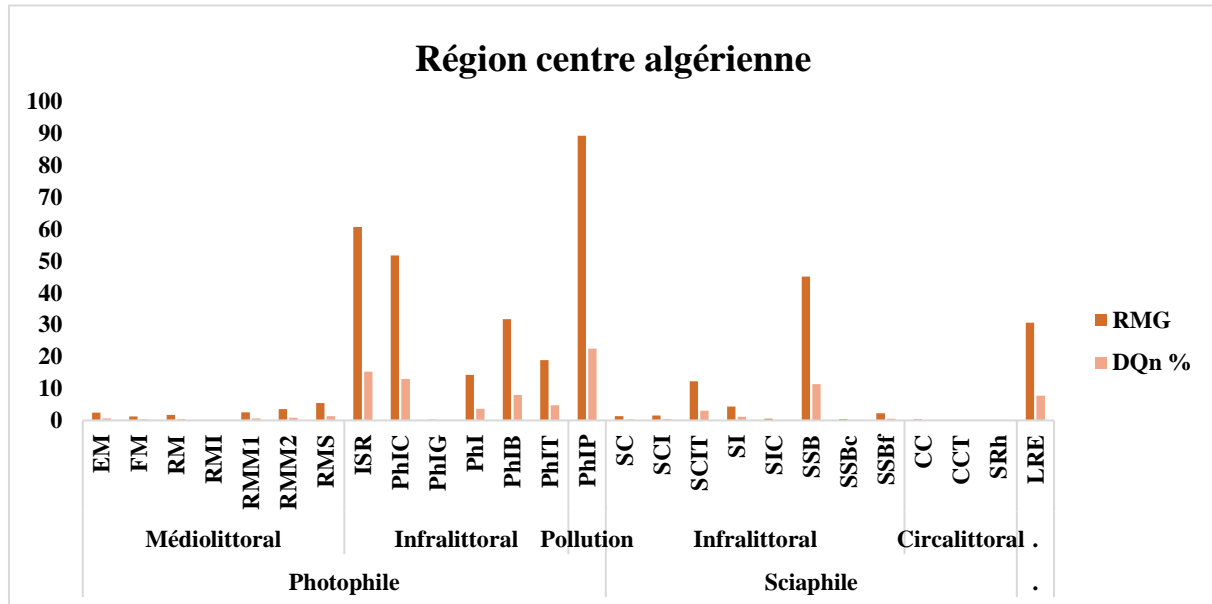 Région centre algérienne
100
90
80
70
60
50
40
30
20
10
0
RMG
DQn %
EM FM RM RMI RMM1 RMM2 RMS ISR PhIC PhIG PhI PhIB PhIT PhIP SC SCI SCIT SI SIC SSB SSBc SSBf CC CCT SRh LRE
Médiolittoral Infralittoral Pollution Infralittoral Circalittoral .
Photophile Sciaphile .